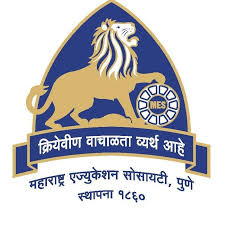 MES
क्रियेवीण वाचाळता व्यर्थ आहे
महाराष्ट्र एज्युकेशन सोसायटी, पुणे
स्थापना १८६०